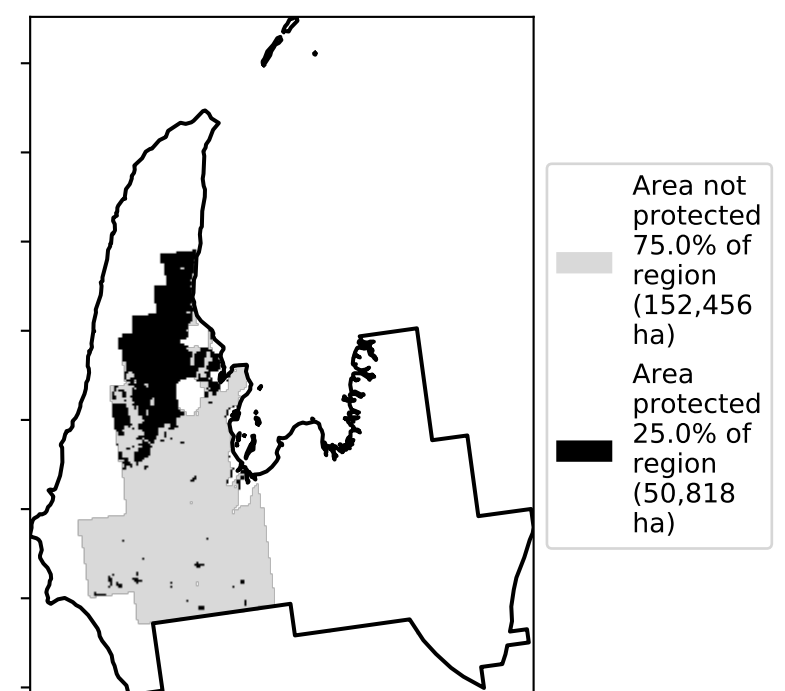 Area not
protected
75.0% of
region
(152,456
ha)
Area
protected
25.0% of
region
(50,818
ha)